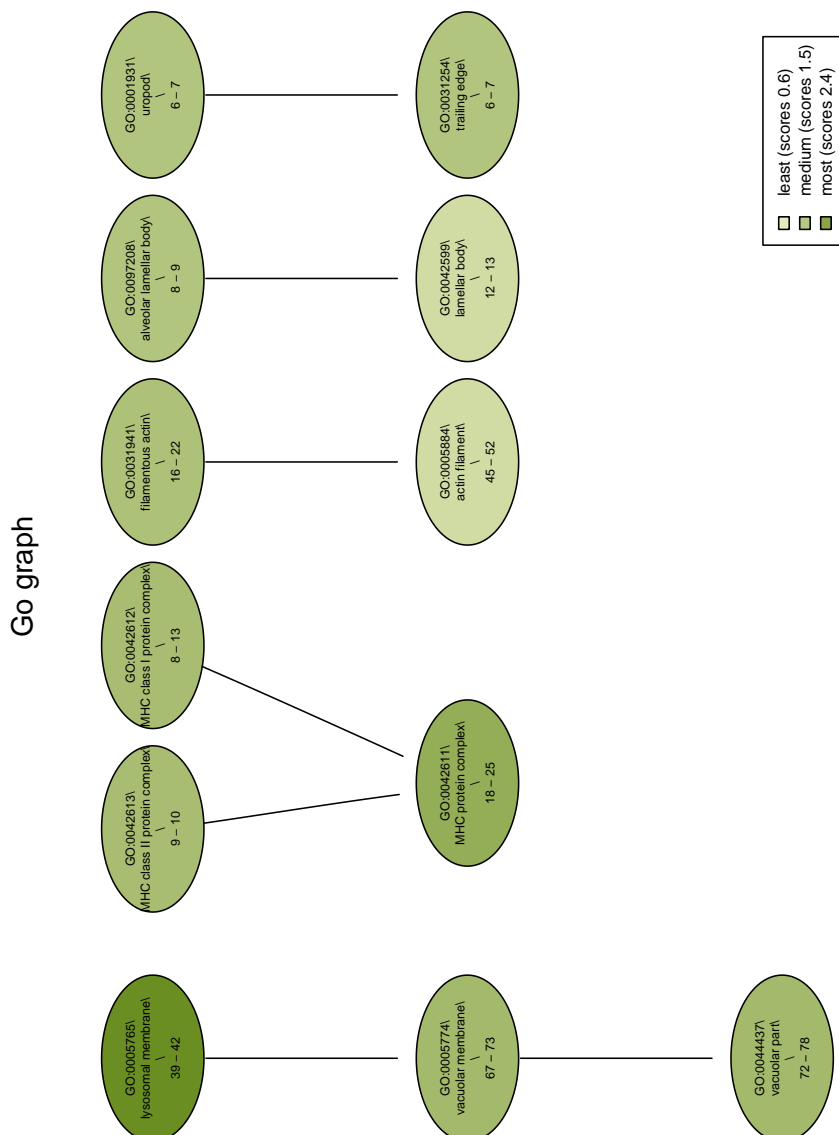 Go graph
GO:0005765\
lysosomal membrane\
\
39 – 42
GO:0042613\
MHC class II protein complex\
\
9 – 10
GO:0042612\
MHC class I protein complex\
\
8 – 13
GO:0031941\
filamentous actin\
\
16 – 22
GO:0097208\
alveolar lamellar body\
\
8 – 9
GO:0001931\
uropod\
\
6 – 7
GO:0005774\
vacuolar membrane\
\
67 – 73
GO:0042611\
MHC protein complex\
\
18 – 25
GO:0005884\
actin filament\
\
45 – 52
GO:0042599\
lamellar body\
\
12 – 13
GO:0031254\
trailing edge\
\
6 – 7
GO:0044437\
vacuolar part\
\
72 – 78
least (scores 0.6)
medium (scores 1.5)
most (scores 2.4)